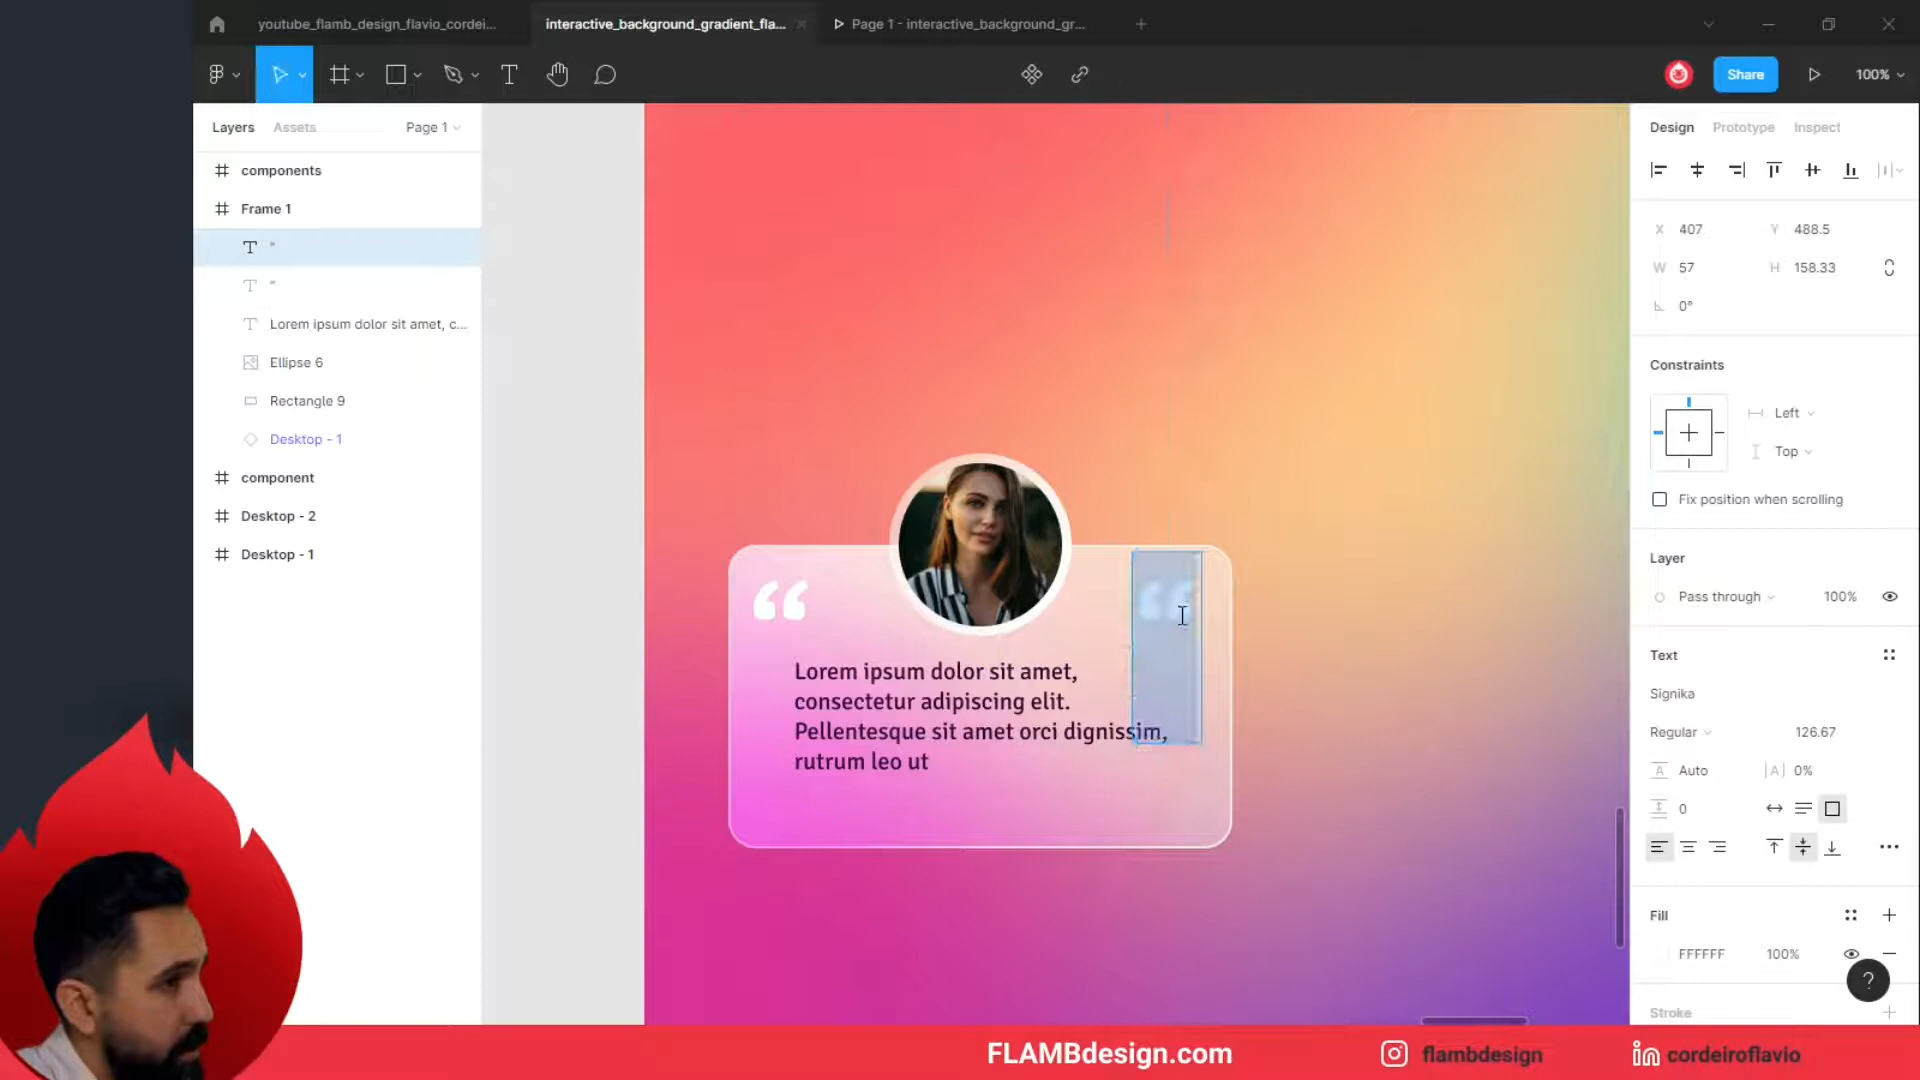 youtube_flamb_design_flavio_cordei...
interactive_background_gradient_fla...
Page 1 - interactive_background_gr...
Share
100%
Layers
Assets
Page 1
components
Frame 1
"
"
Lorem ipsum dolor sit amet, c...
Ellipse 6
Rectangle 9
Desktop - 1
component
Desktop - 2
Desktop - 1
“
“
Lorem ipsum dolor sit amet,
consectetur adipiscing elit.
Pellentesque sit amet orci dignissim,
rutrum leo ut
Design
Prototype
Inspect
X 407
Y 488.5
W 57
H 158.33
0°
Constraints
Left
Top
Fix position when scrolling
Layer
Pass through
100%
Text
Signika
Regular
126.67
A Auto
|A| 0%
0
Fill
FFFFFF
100%
?
Stroke
FLAMBdesign.com
flambdesign
in cordeiroflavio